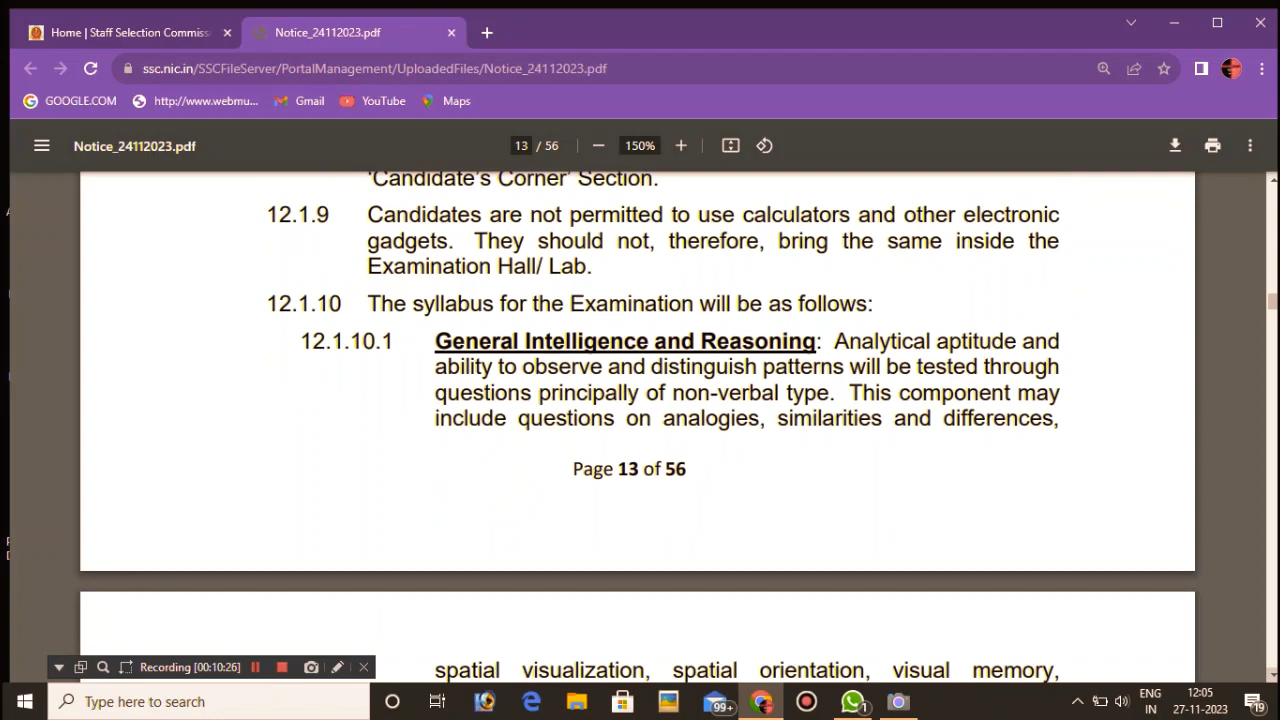 Home | Staff Selection Commiss
Notice_24112023.pdf
ssc.nic.in/SSCFileServer/PortalManagement/UploadedFiles/Notice_24112023.pdf
GOOGLE.COM
http://www.webmu...
Gmail
YouTube
Maps
Notice_24112023.pdf
13 / 56
150%
'Candidate's Corner' Section.
12.1.9 Candidates are not permitted to use calculators and other electronic
gadgets. They should not, therefore, bring the same inside the
Examination Hall/ Lab.
12.1.10 The syllabus for the Examination will be as follows:
12.1.10.1 General Intelligence and Reasoning: Analytical aptitude and
ability to observe and distinguish patterns will be tested through
questions principally of non-verbal type. This component may
include questions on analogies, similarities and differences,
Page 13 of 56
spatial visualization, spatial orientation, visual memory,
Recording [00:10:26]
Type here to search
99+
1
ENG
IN
12:05
27-11-2023
19